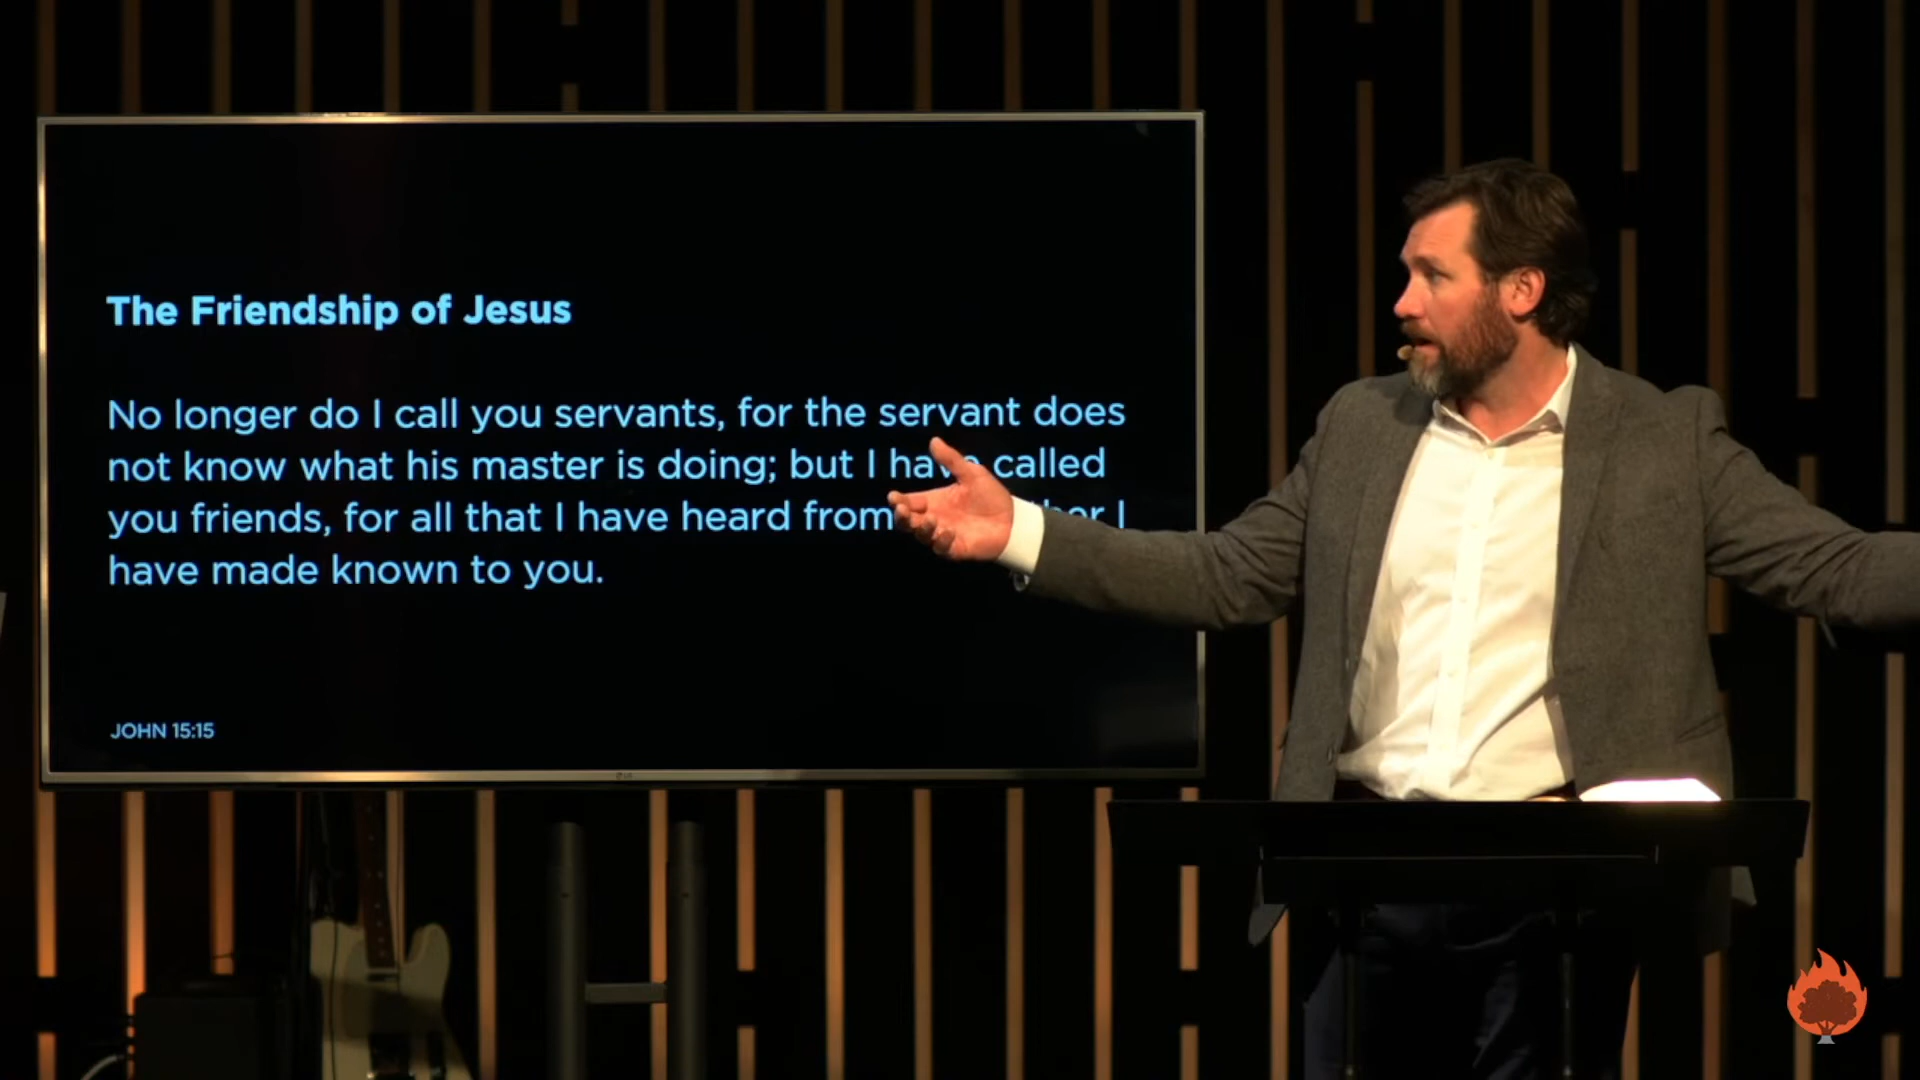 The Friendship of Jesus
No longer do I call you servants, for the servant does
not know what his master is doing; but I have called
you friends, for all that I have heard from I
have made known to you.
JOHN 15:15
LG